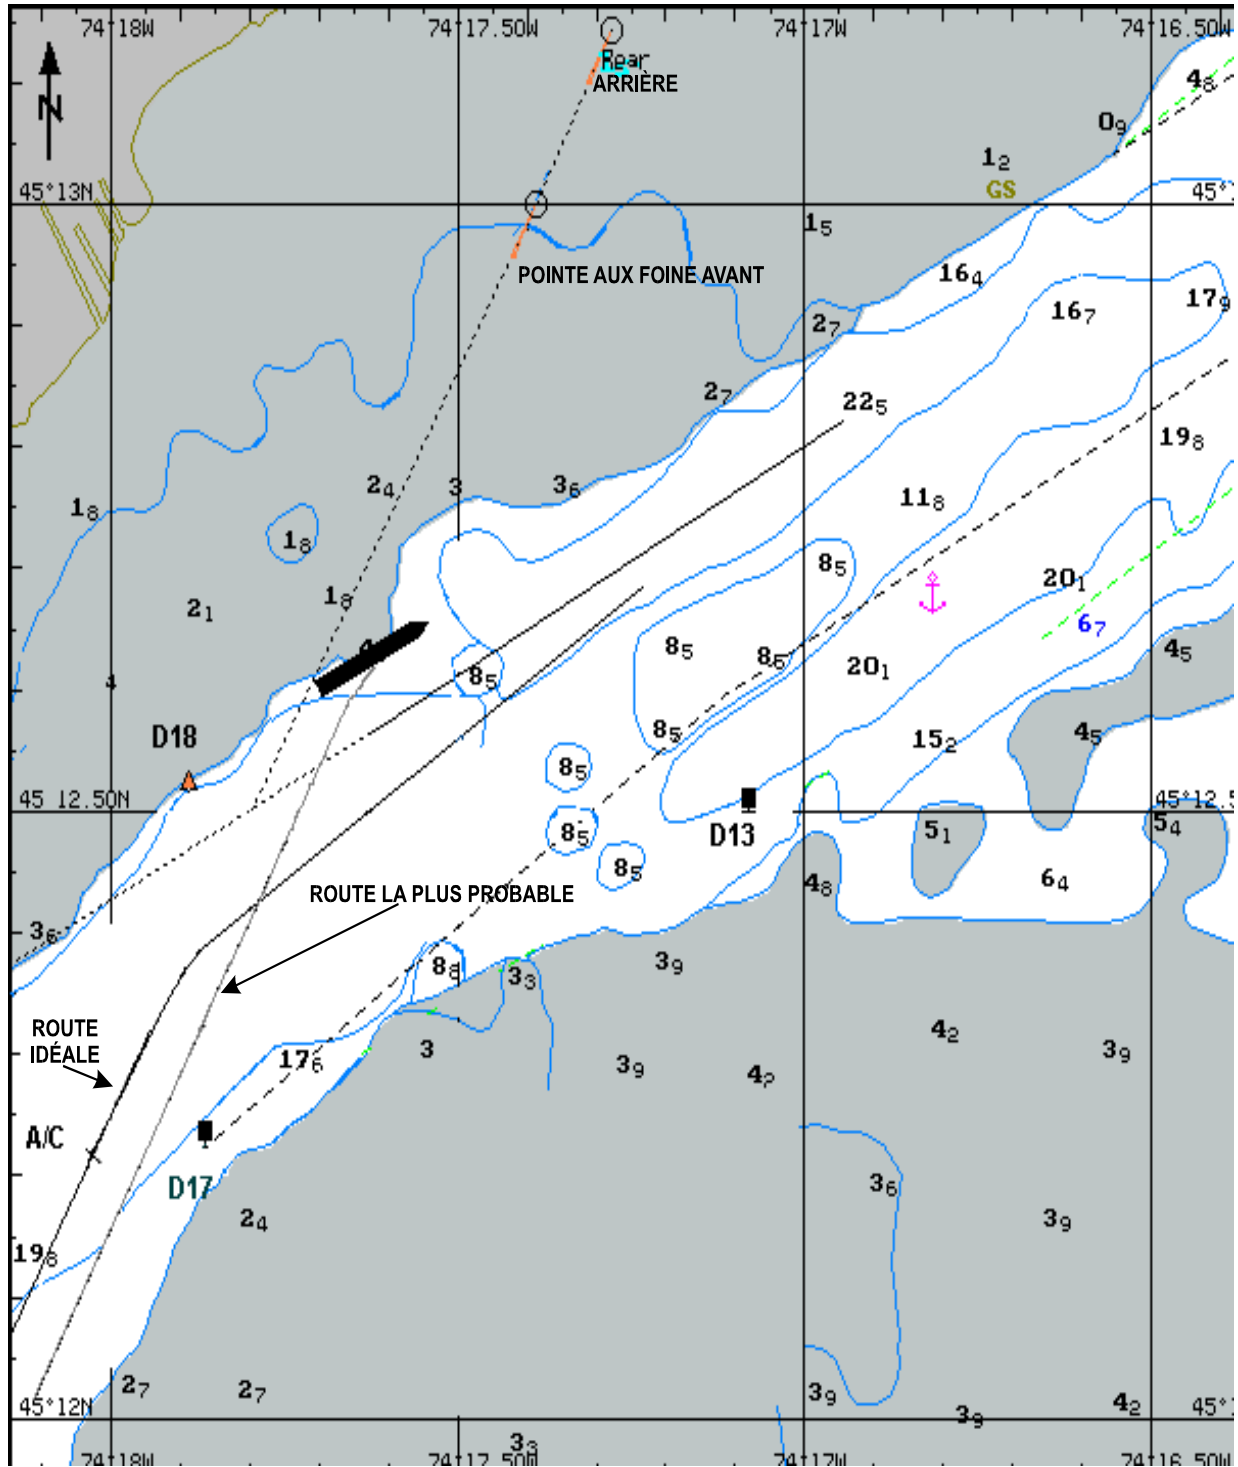 74°18W 74°17.50W 74°17W 74°16.50W
Rear
ARRIÈRE
N
4₈
0₉
1₂
GS
45°13N 45°1
1₅
POINTE AUX FOINE AVANT
16₄
17₉
16₇
2₇
2₇
22₅
19₈
2₄ 3 3₆
11₈
1₈
1₈
8₅
20₁
1₈
2₁
6₇
8₅ 8₆ 20₁ 4₅
4 8₅
D18 8₅ 15₂ 4₅
8₅
45 12.50N 45°12.5
8₅ D13 5₁ 5₄
8₅
ROUTE LA PLUS PROBABLE 4₈ 6₄
3₆
8₈ 3₃ 3₉
ROUTE
IDÉALE
4₂
17₆ 3 3₉ 4₂ 3₉
A/C
D17 3₆
2₄ 3₉
19₈
2₇ 2₇ 3₉ 4₂
45°12N 3₉ 45°1
3₃
74°18W 74°17.50W 74°17W 74°16.50W